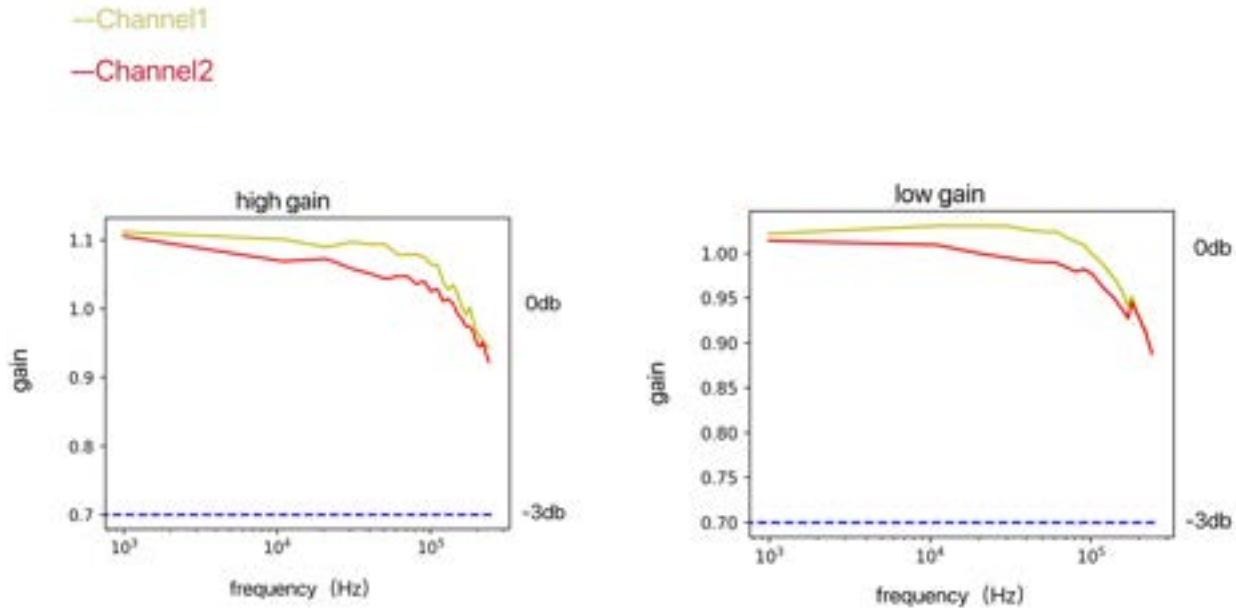 —Channel1
—Channel2
high gain
1.1
1.0
0.9
0.8
0.7
gain
0db
-3db
10³
10⁴
10⁵
frequency (Hz)
low gain
1.00
0.95
0.90
0.85
0.80
0.75
0.70
gain
0db
-3db
10³
10⁴
10⁵
frequency (Hz)